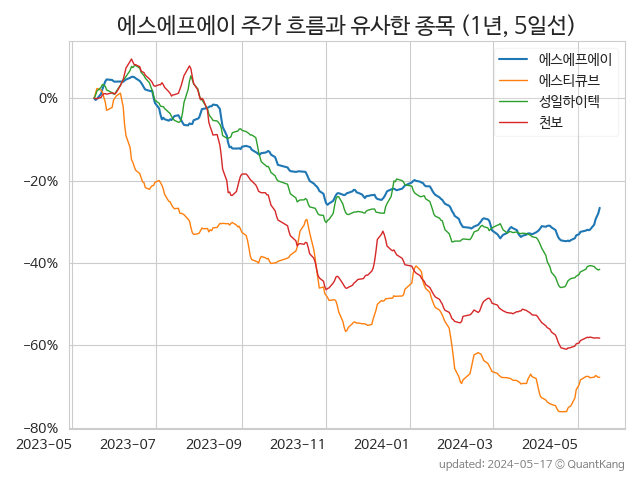 에스에프에이 주가 흐름과 유사한 종목 (1년, 5일선)
에스에프에이
에스티큐브
성일하이텍
천보
0%
−20%
−40%
−60%
−80%
2023-05 2023-07 2023-09 2023-11 2024-01 2024-03 2024-05
updated: 2024-05-17 © QuantKang